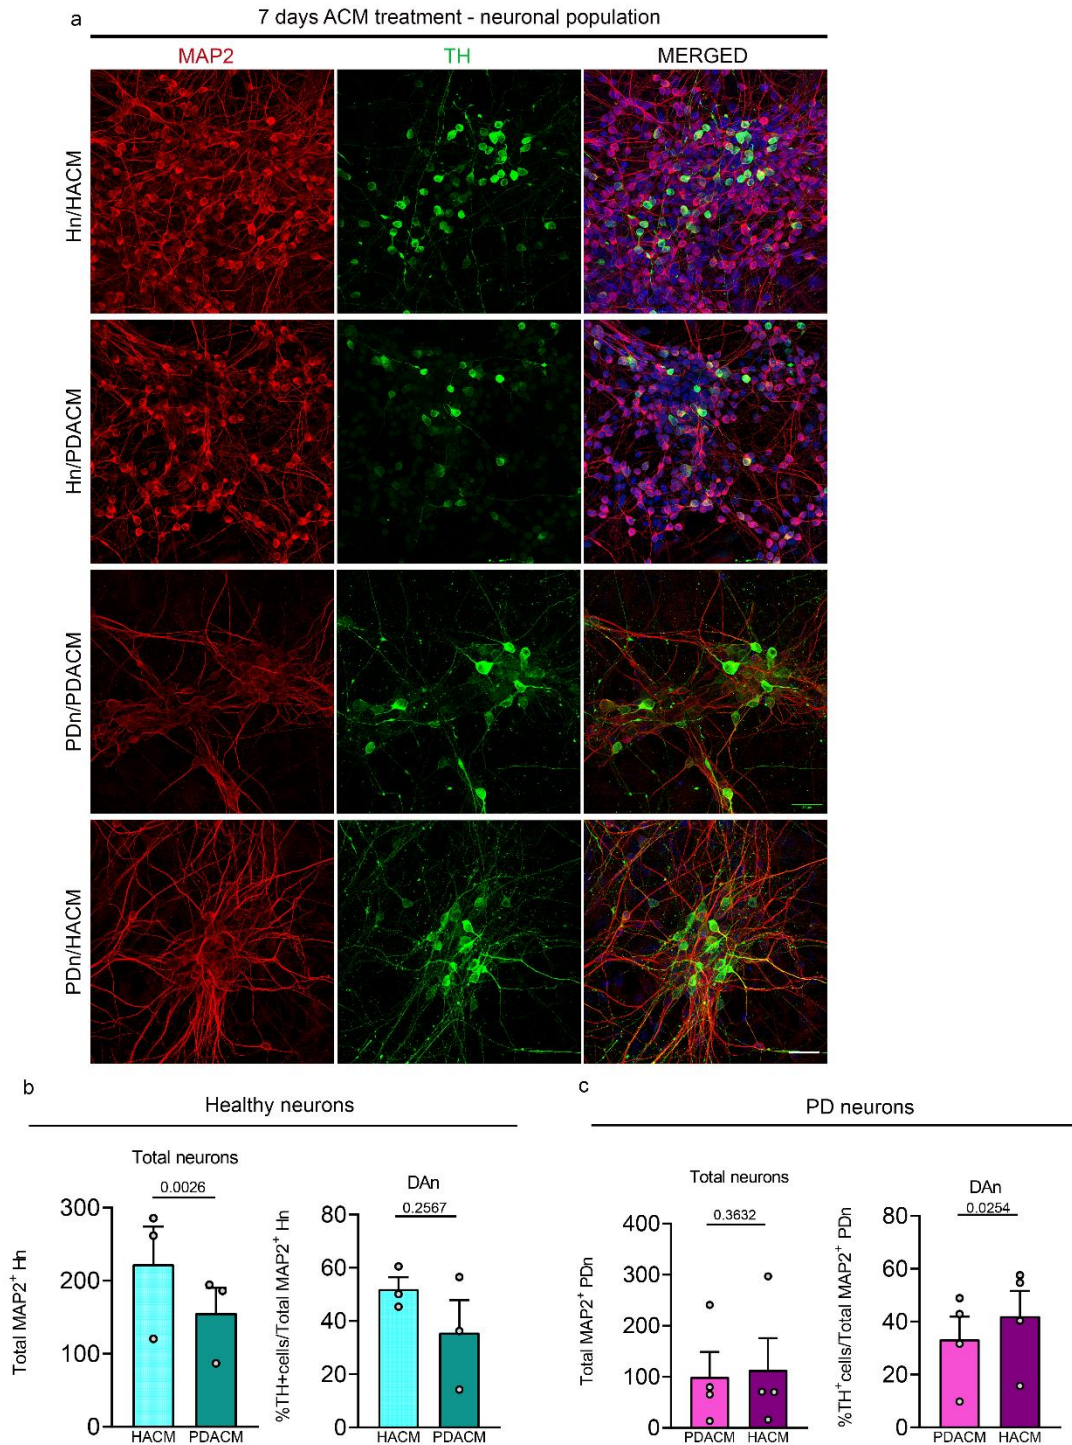 a
7 days ACM treatment - neuronal population
MAP2 TH MERGED
Hn/HACM
Hn/PDACM
PDn/PDACM
PDn/HACM
b
Healthy neurons
Total neurons
0.0026
Total MAP2⁺ Hn
300
200
100
0
HACM PDACM
DAn
0.2567
%TH+cells/Total MAP2⁺ Hn
80
60
40
20
0
HACM PDACM
c
PD neurons
Total neurons
0.3632
Total MAP2⁺ PDn
400
300
200
100
0
PDACM HACM
DAn
0.0254
%TH⁺cells/Total MAP2⁺ PDn
80
60
40
20
0
PDACM HACM